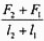 F₂ + F₁
l₂ + l₁